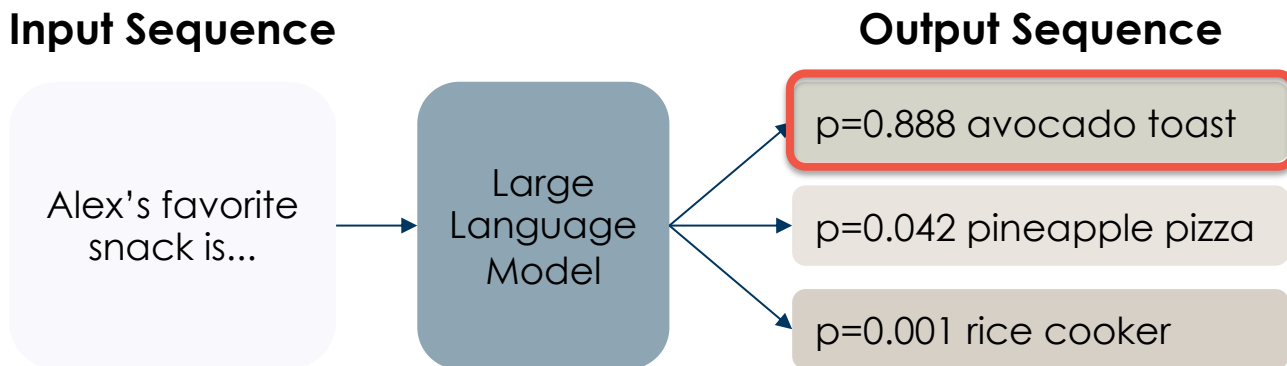 Input Sequence
Output Sequence
Alex’s favorite
snack is...
Large
Language
Model
p=0.888 avocado toast
p=0.042 pineapple pizza
p=0.001 rice cooker